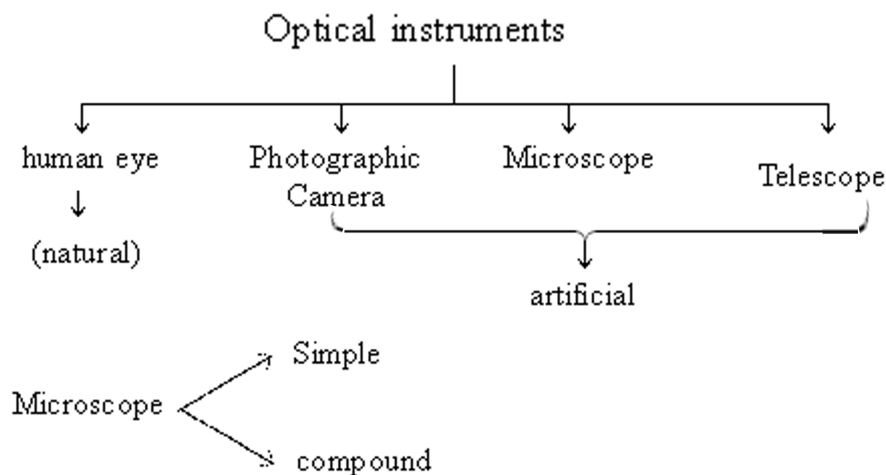 Optical instruments
human eye
Photographic
Camera
Microscope
Telescope
(natural)
artificial
Microscope
Simple
compound